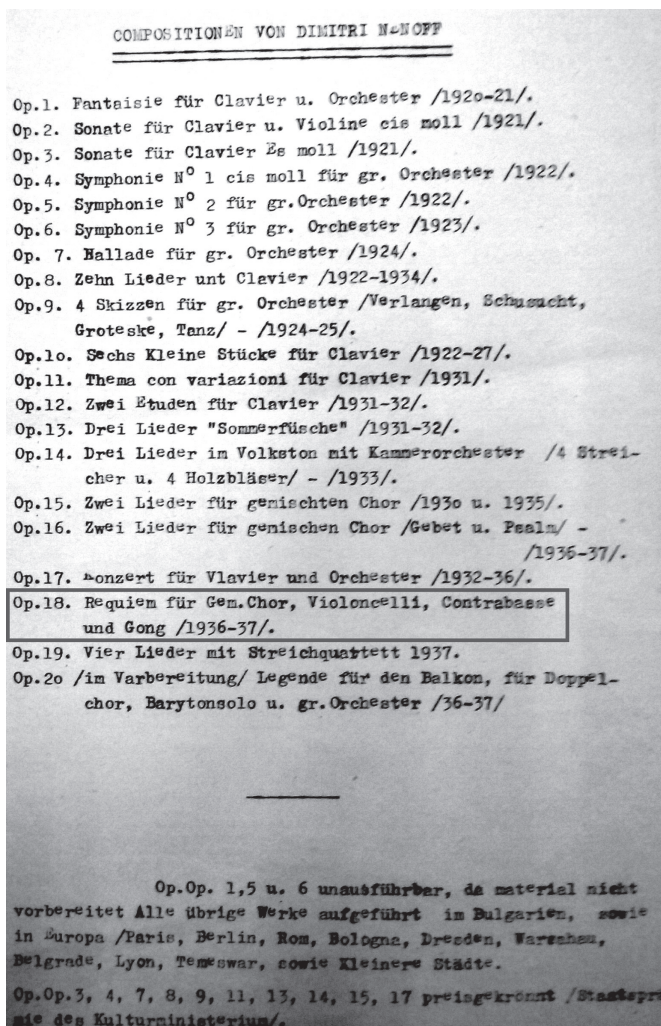 COMPOSITIONEN VON DIMITRI NENOFF
Op.1. Fantaisie für Clavier u. Orchester /192o-21/.
Op.2. Sonate für Clavier u. Violine cis moll /1921/.
Op.3. Sonate für Clavier Es moll /1921/.
Op.4. Symphonie Nº 1 cis moll für gr. Orchester /1922/.
Op.5. Symphonie Nº 2 für gr.Orchester /1922/.
Op.6. Symphonie Nº 3 für gr. Orchester /1923/.
Op. 7. Ballade für gr. Orchester /1924/.
Op.8. Zehn Lieder unt Clavier /1922-1934/.
Op.9. 4 Skizzen für gr. Orchester /Verlangen, Schusucht,
Groteske, Tanz/ - /1924-25/.
Op.1o. Sechs Kleine Stücke für Clavier /1922-27/.
Op.11. Thema con variazioni für Clavier /1931/.
Op.12. Zwei Etuden für Clavier /1931-32/.
Op.13. Drei Lieder "Sommerfüsche" /1931-32/.
Op.14. Drei Lieder im Volkston mit Kammerorchester /4 Strei-
cher u. 4 Holzbläser/ - /1933/.
Op.15. Zwei Lieder für gemischten Chor /193o u. 1935/.
Op.16. Zwei Lieder für gemischen Chor /Gebet u. Psalm/ -
/1936-37/.
Op.17. Konzert für Vlavier und Orchester /1932-36/.
Op.18. Requiem für Gem.Chor, Violoncelli, Contrabasse
und Gong /1936-37/.
Op.19. Vier Lieder mit Streichquattett 1937.
Op.2o /im Varbereitung/ Legende für den Balkon, für Doppel-
chor, Barytonsolo u. gr.Orchester /36-37/
Op.Op. 1,5 u. 6 unausführbar, da material nicht
vorbereitet Alle übrige Werke aufgeführt im Bulgarien, sowie
in Europa /Paris, Berlin, Rom, Bologna, Dresden, Warschau,
Belgrade, Lyon, Temeswar, sowie Kleinere Städte.
Op.Op.3, 4, 7, 8, 9, 11, 13, 14, 15, 17 preisgekrönt /Staatsprä
mie des Kulturministerium/.